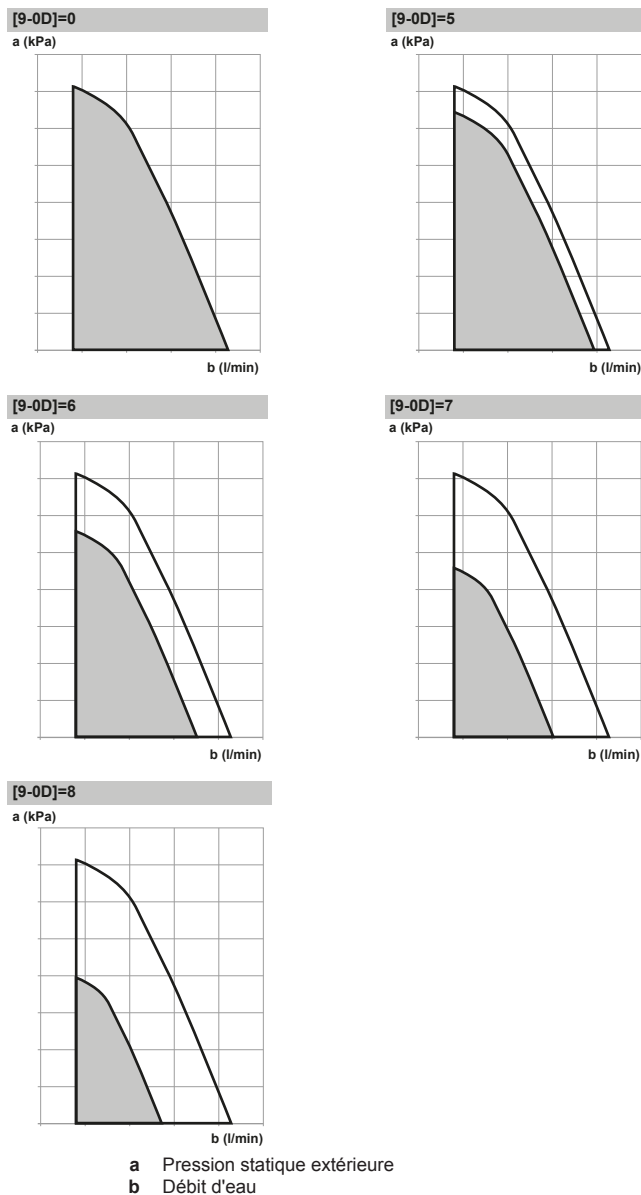 [9-0D]=0
a (kPa)
b (l/min)
[9-0D]=5
a (kPa)
b (l/min)
[9-0D]=6
a (kPa)
b (l/min)
[9-0D]=7
a (kPa)
b (l/min)
[9-0D]=8
a (kPa)
b (l/min)
a Pression statique extérieure
b Débit d'eau